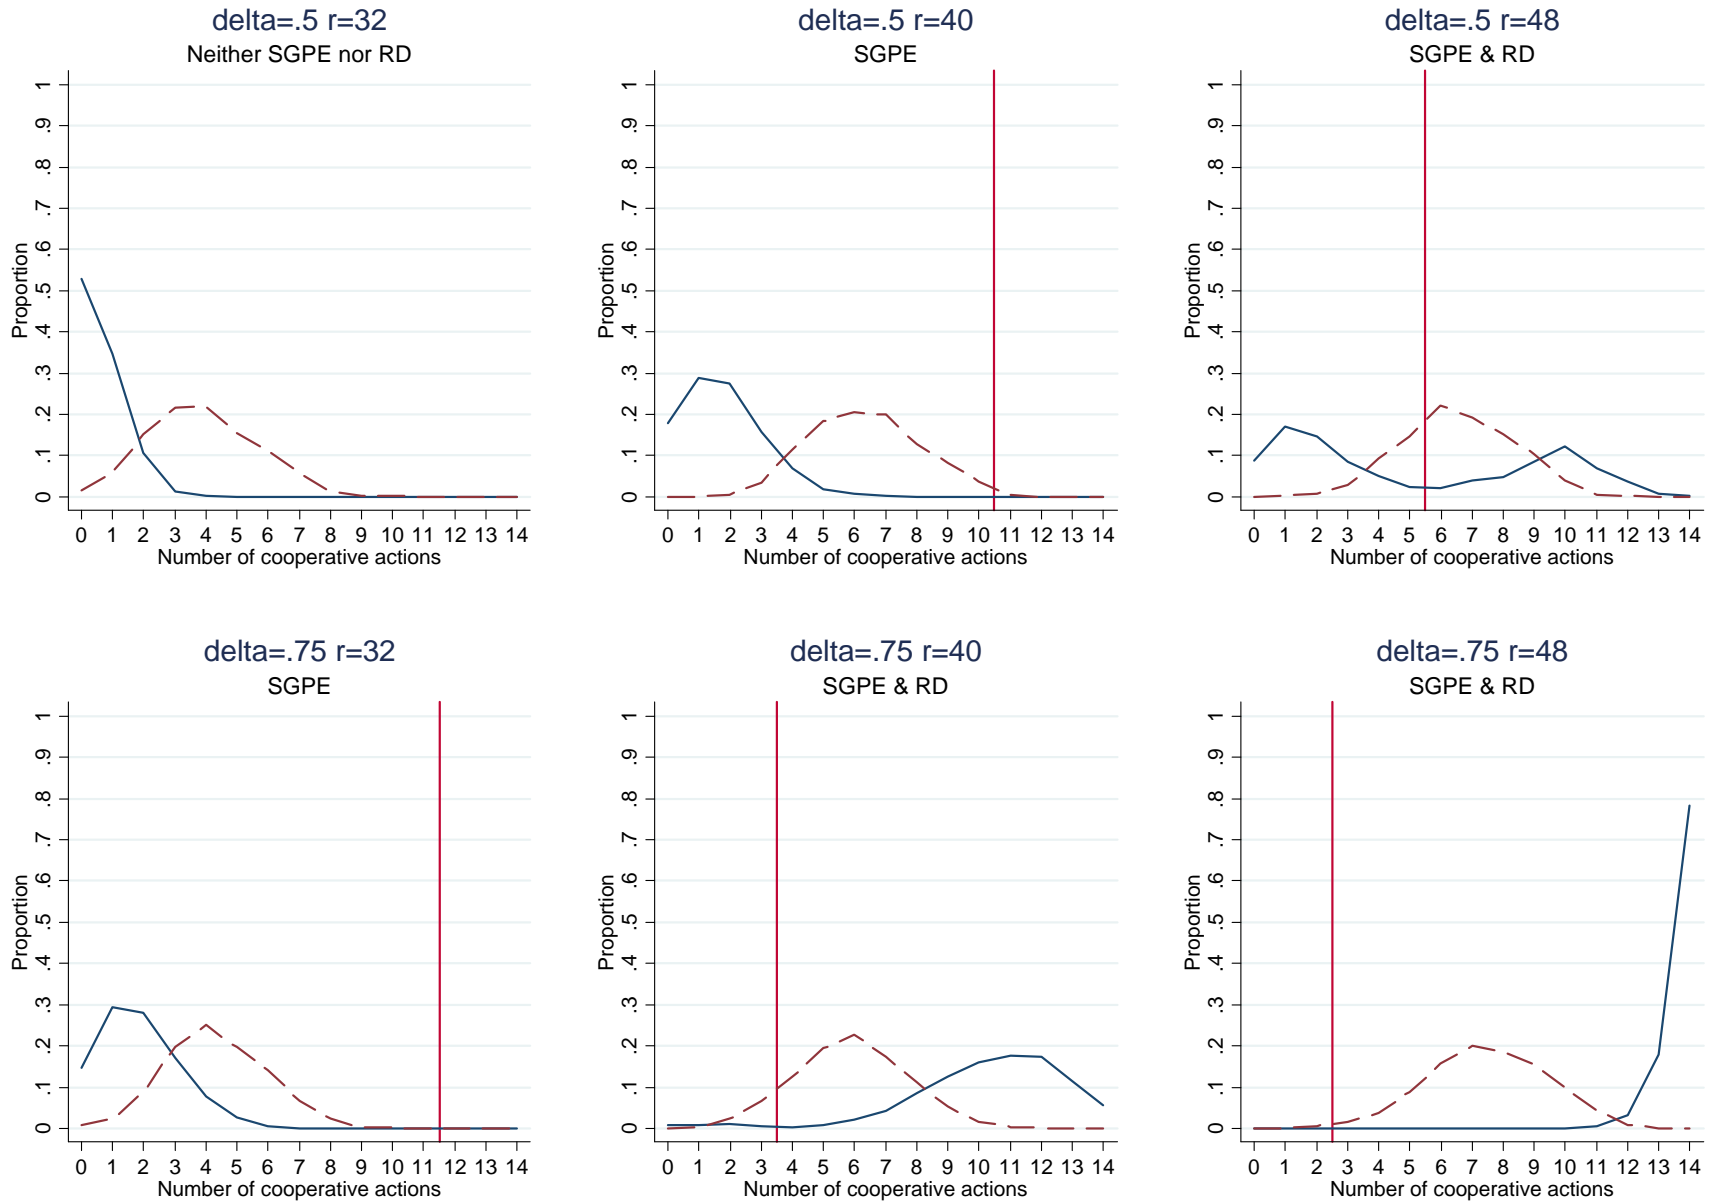 delta=.5 r=32
Neither SGPE nor RD
Proportion
0 .1 .2 .3 .4 .5 .6 .7 .8 .9 1
0 1 2 3 4 5 6 7 8 9 10 11 12 13 14
Number of cooperative actions
delta=.5 r=40
SGPE
Proportion
0 .1 .2 .3 .4 .5 .6 .7 .8 .9 1
0 1 2 3 4 5 6 7 8 9 10 11 12 13 14
Number of cooperative actions
delta=.5 r=48
SGPE & RD
Proportion
0 .1 .2 .3 .4 .5 .6 .7 .8 .9 1
0 1 2 3 4 5 6 7 8 9 10 11 12 13 14
Number of cooperative actions
delta=.75 r=32
SGPE
Proportion
0 .1 .2 .3 .4 .5 .6 .7 .8 .9 1
0 1 2 3 4 5 6 7 8 9 10 11 12 13 14
Number of cooperative actions
delta=.75 r=40
SGPE & RD
Proportion
0 .1 .2 .3 .4 .5 .6 .7 .8 .9 1
0 1 2 3 4 5 6 7 8 9 10 11 12 13 14
Number of cooperative actions
delta=.75 r=48
SGPE & RD
Proportion
0 .1 .2 .3 .4 .5 .6 .7 .8 .9 1
0 1 2 3 4 5 6 7 8 9 10 11 12 13 14
Number of cooperative actions